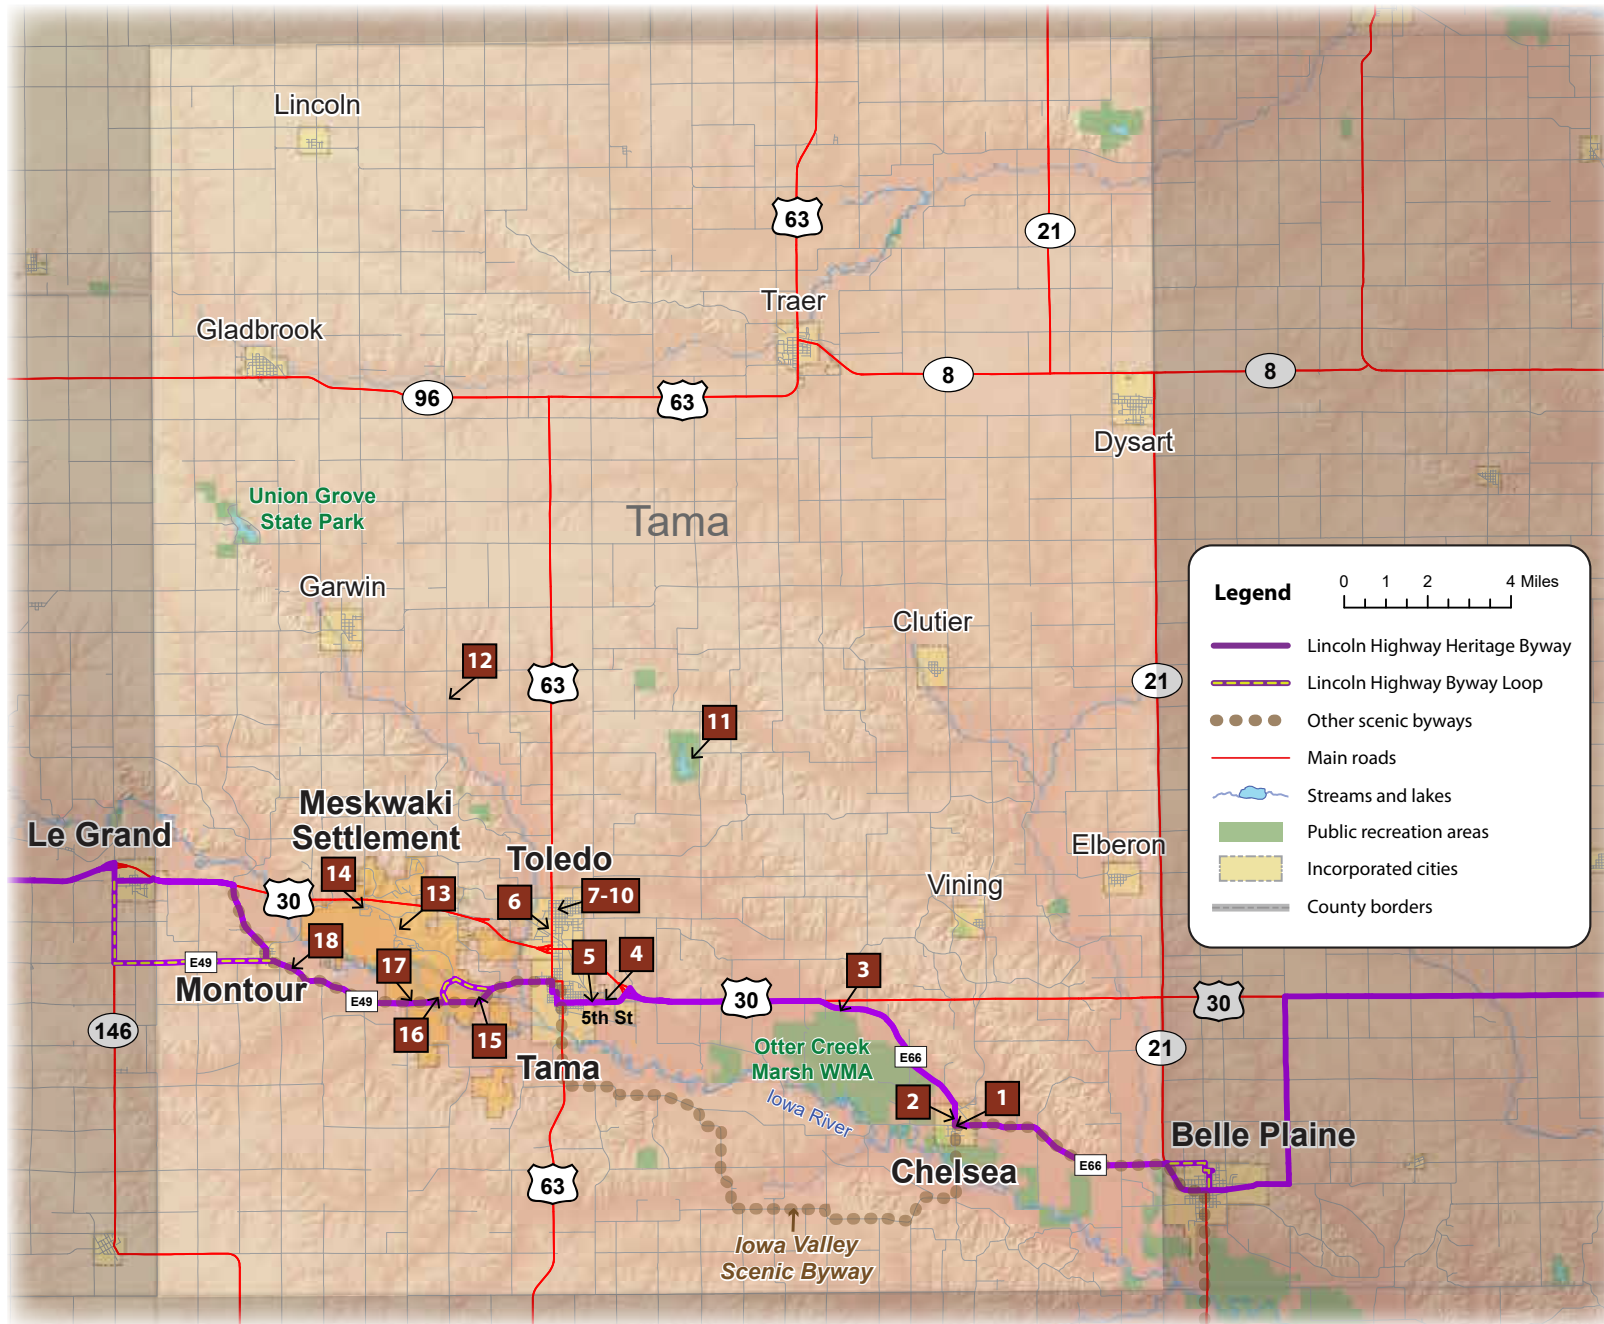 Lincoln
63
21
Traer
Gladbrook
8
8
96
63
Dysart
Union Grove
State Park
Tama
Garwin
Clutier
12
63
21
11
Legend
0 1 2 4 Miles
Lincoln Highway Heritage Byway
Lincoln Highway Byway Loop
Other scenic byways
Main roads
Streams and lakes
Public recreation areas
Incorporated cities
County borders
Meskwaki
Settlement
Le Grand
Toledo
Elberon
Vining
14
13
6
7-10
30
18
5
4
3
E49
17
Montour
E49
30
30
5th St
146
16
15
Tama
Otter Creek
Marsh WMA
E66
21
Iowa River
2
1
Belle Plaine
E66
Chelsea
63
Iowa Valley
Scenic Byway